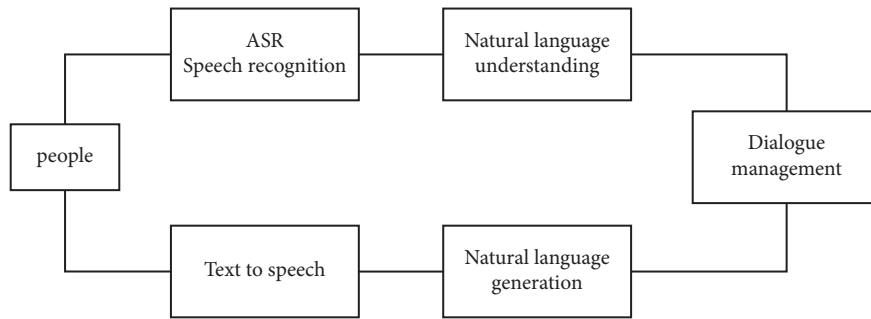 ASR
Speech recognition
Natural language
understanding
people
Dialogue
management
Text to speech
Natural language
generation